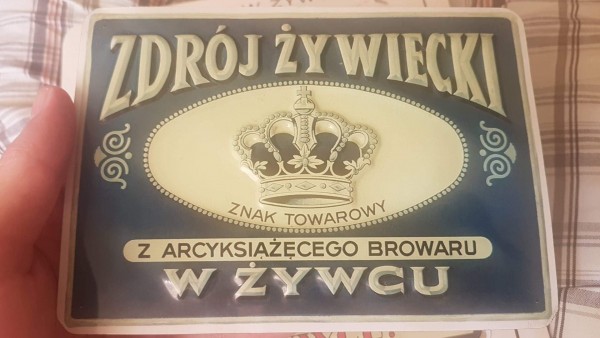 ZDRÓJ ŻYWIECKI
ZNAK TOWAROWY
Z ARCYKSIĄŻĘCEGO BROWARU
W ŻYWCU